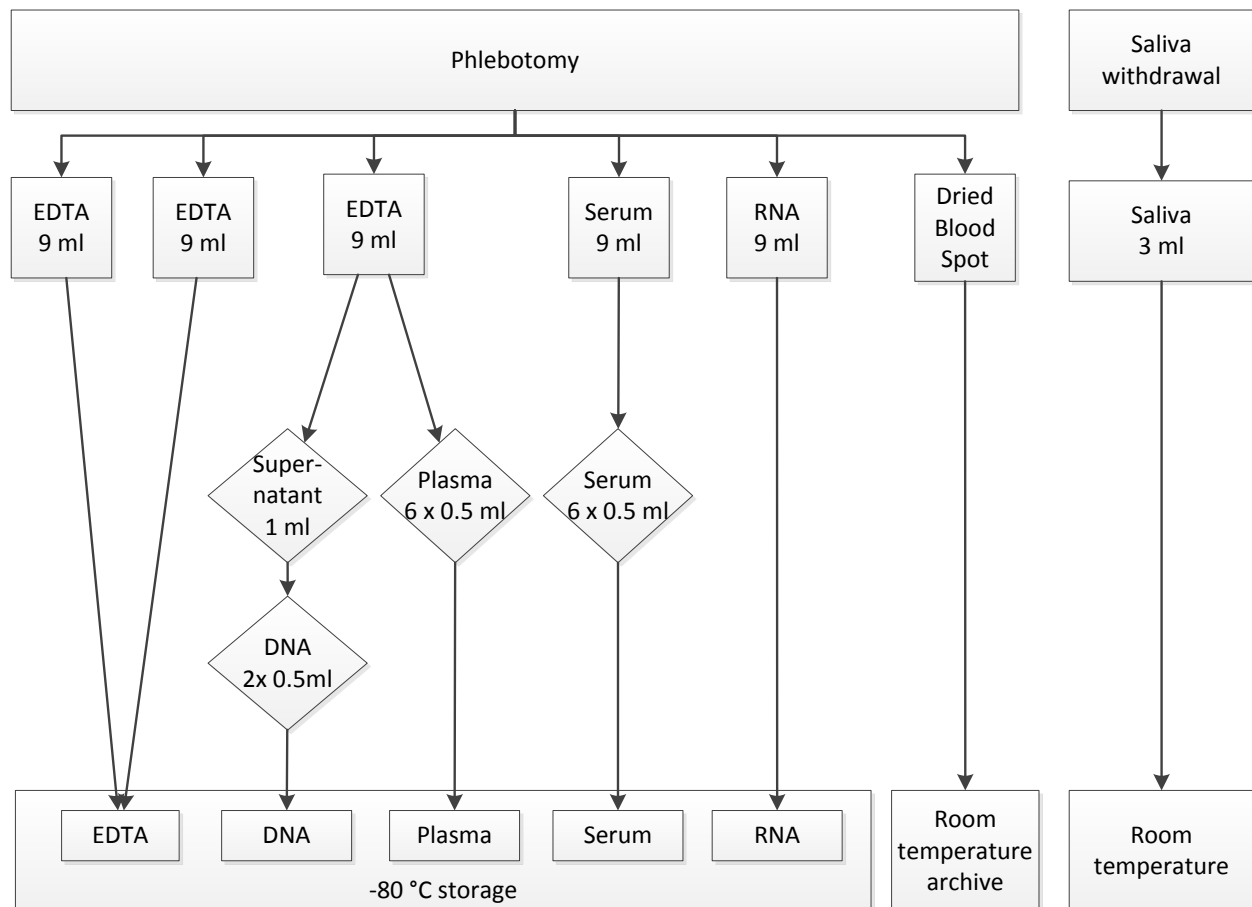 Phlebotomy
Saliva
withdrawal
EDTA
9 ml
EDTA
9 ml
EDTA
9 ml
Serum
9 ml
RNA
9 ml
Dried
Blood
Spot
Saliva
3 ml
Super-
natant
1 ml
Plasma
6 x 0.5 ml
Serum
6 x 0.5 ml
DNA
2x 0.5ml
EDTA
DNA
Plasma
Serum
RNA
-80 °C storage
Room
temperature
archive
Room
temperature